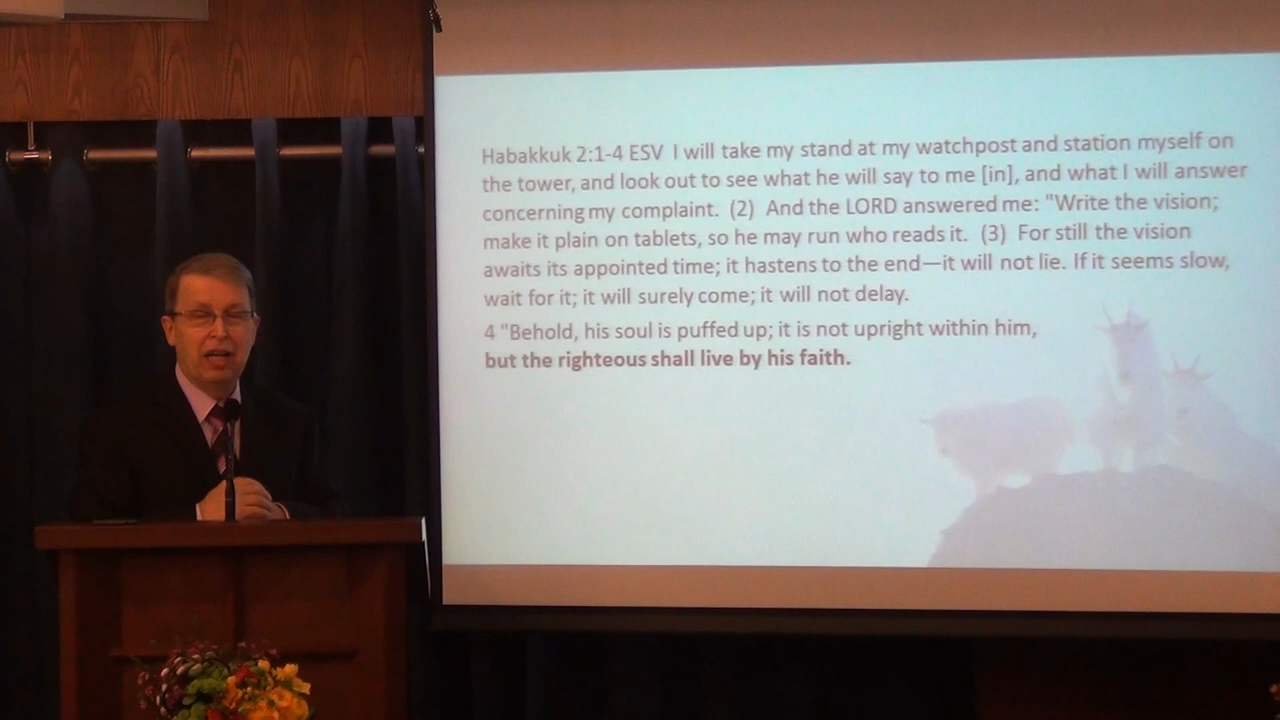 Habakkuk 2:1-4 ESV I will take my stand at my watchpost and station myself on
the tower, and look out to see what he will say to me [in], and what I will answer
concerning my complaint. (2) And the LORD answered me: "Write the vision;
make it plain on tablets, so he may run who reads it. (3) For still the vision
awaits its appointed time; it hastens to the end—it will not lie. If it seems slow,
wait for it; it will surely come; it will not delay.
4 "Behold, his soul is puffed up; it is not upright within him,
but the righteous shall live by his faith.